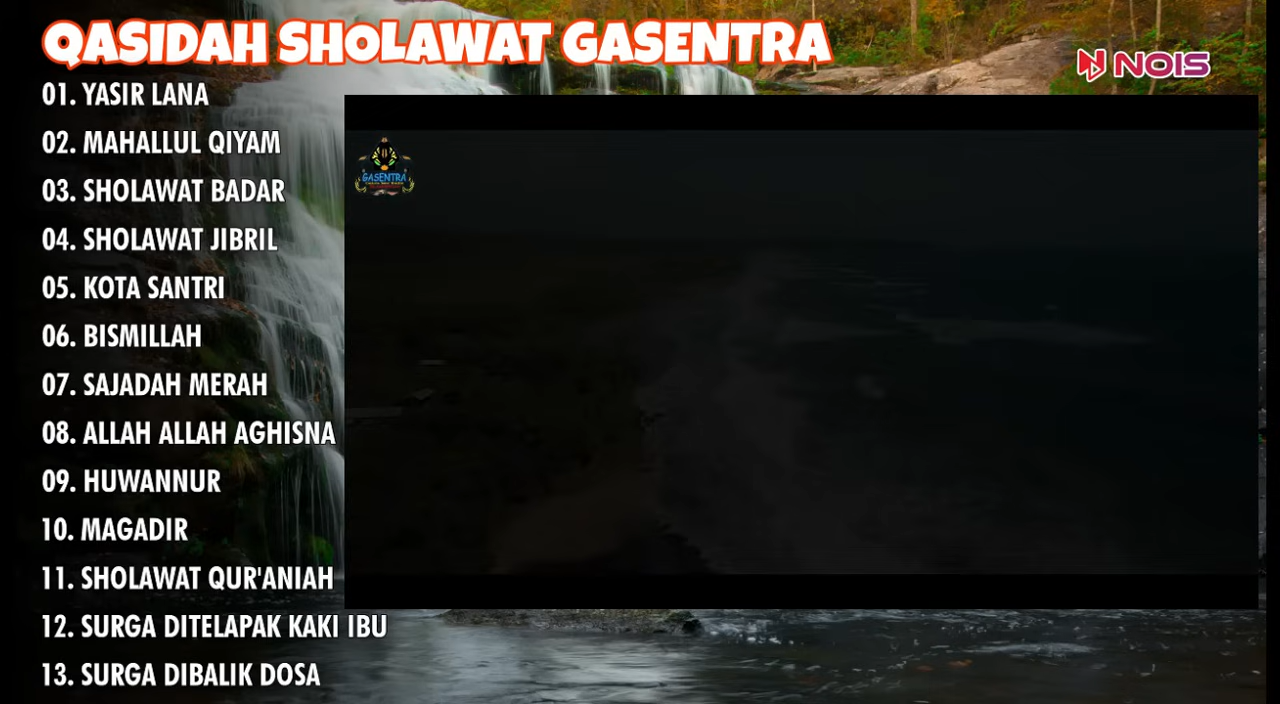 QASIDAH SHOLAWAT GASENTRA
NOIS
01. YASIR LANA
02. MAHALLUL QIYAM
03. SHOLAWAT BADAR
04. SHOLAWAT JIBRIL
05. KOTA SANTRI
06. BISMILLAH
07. SAJADAH MERAH
08. ALLAH ALLAH AGHISNA
09. HUWANNUR
10. MAGADIR
11. SHOLAWAT QUR'ANIAH
12. SURGA DITELAPAK KAKI IBU
13. SURGA DIBALIK DOSA
GASENTRA